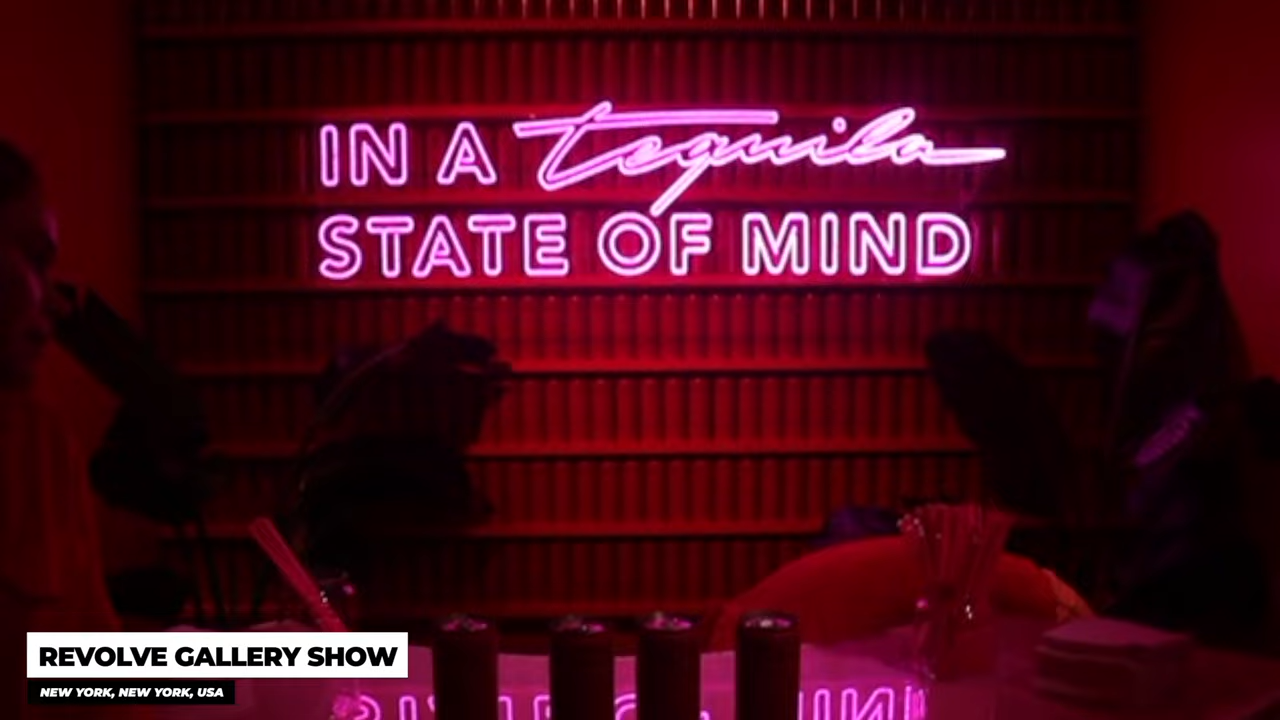 IN A tequila
STATE OF MIND
REVOLVE GALLERY SHOW
NEW YORK, NEW YORK, USA